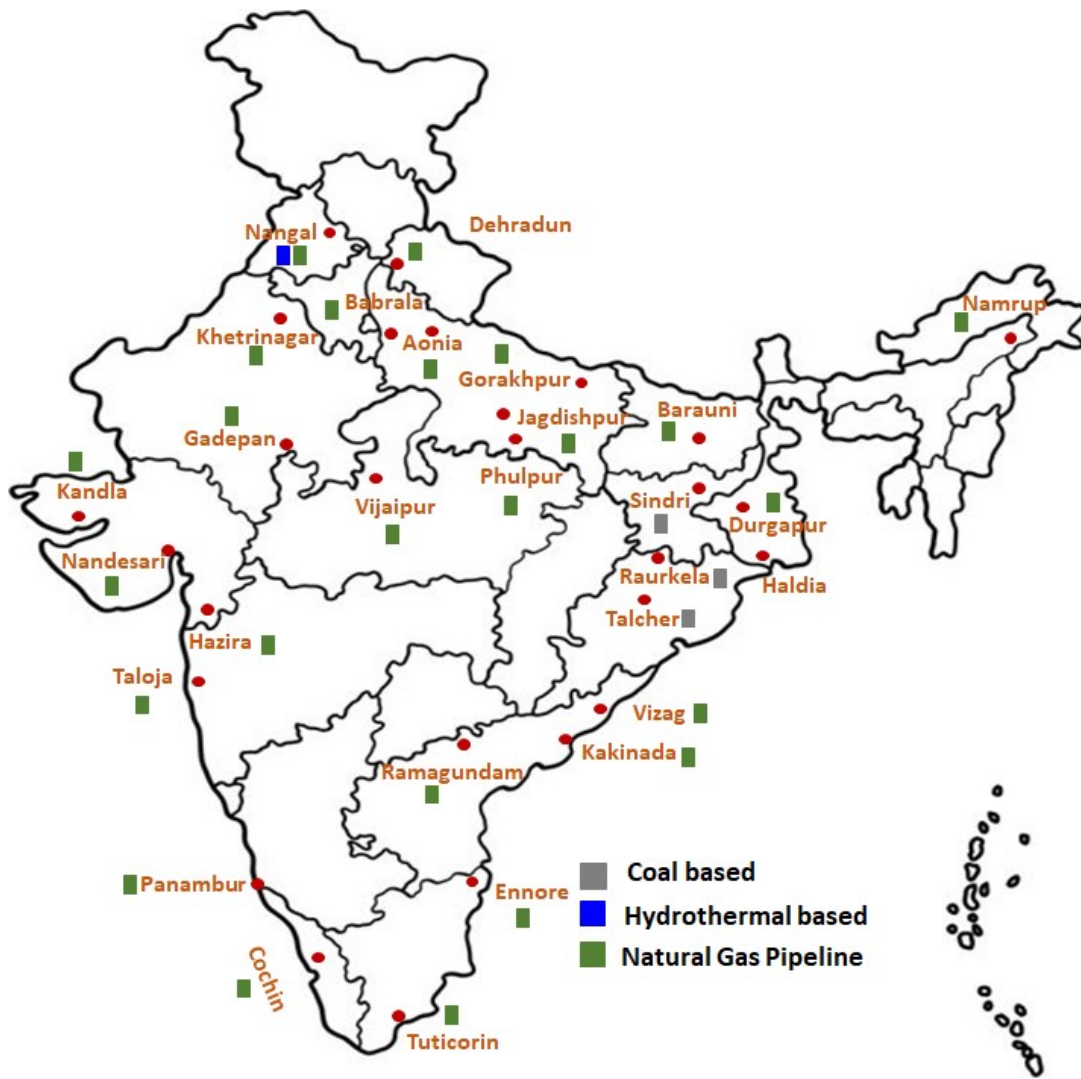 Dehradun
Nangal
Babrala
Namrup
Khetrinagar
Aonia
Gorakhpur
Jagdishpur
Barauni
Gadepan
Phulpur
Kandla
Vijaipur
Sindri
Durgapur
Nandesari
Raurkela
Haldia
Talcher
Hazira
Taloja
Vizag
Kakinada
Ramagundam
Panambur
Ennore
Cochin
Tuticorin
Coal based
Hydrothermal based
Natural Gas Pipeline